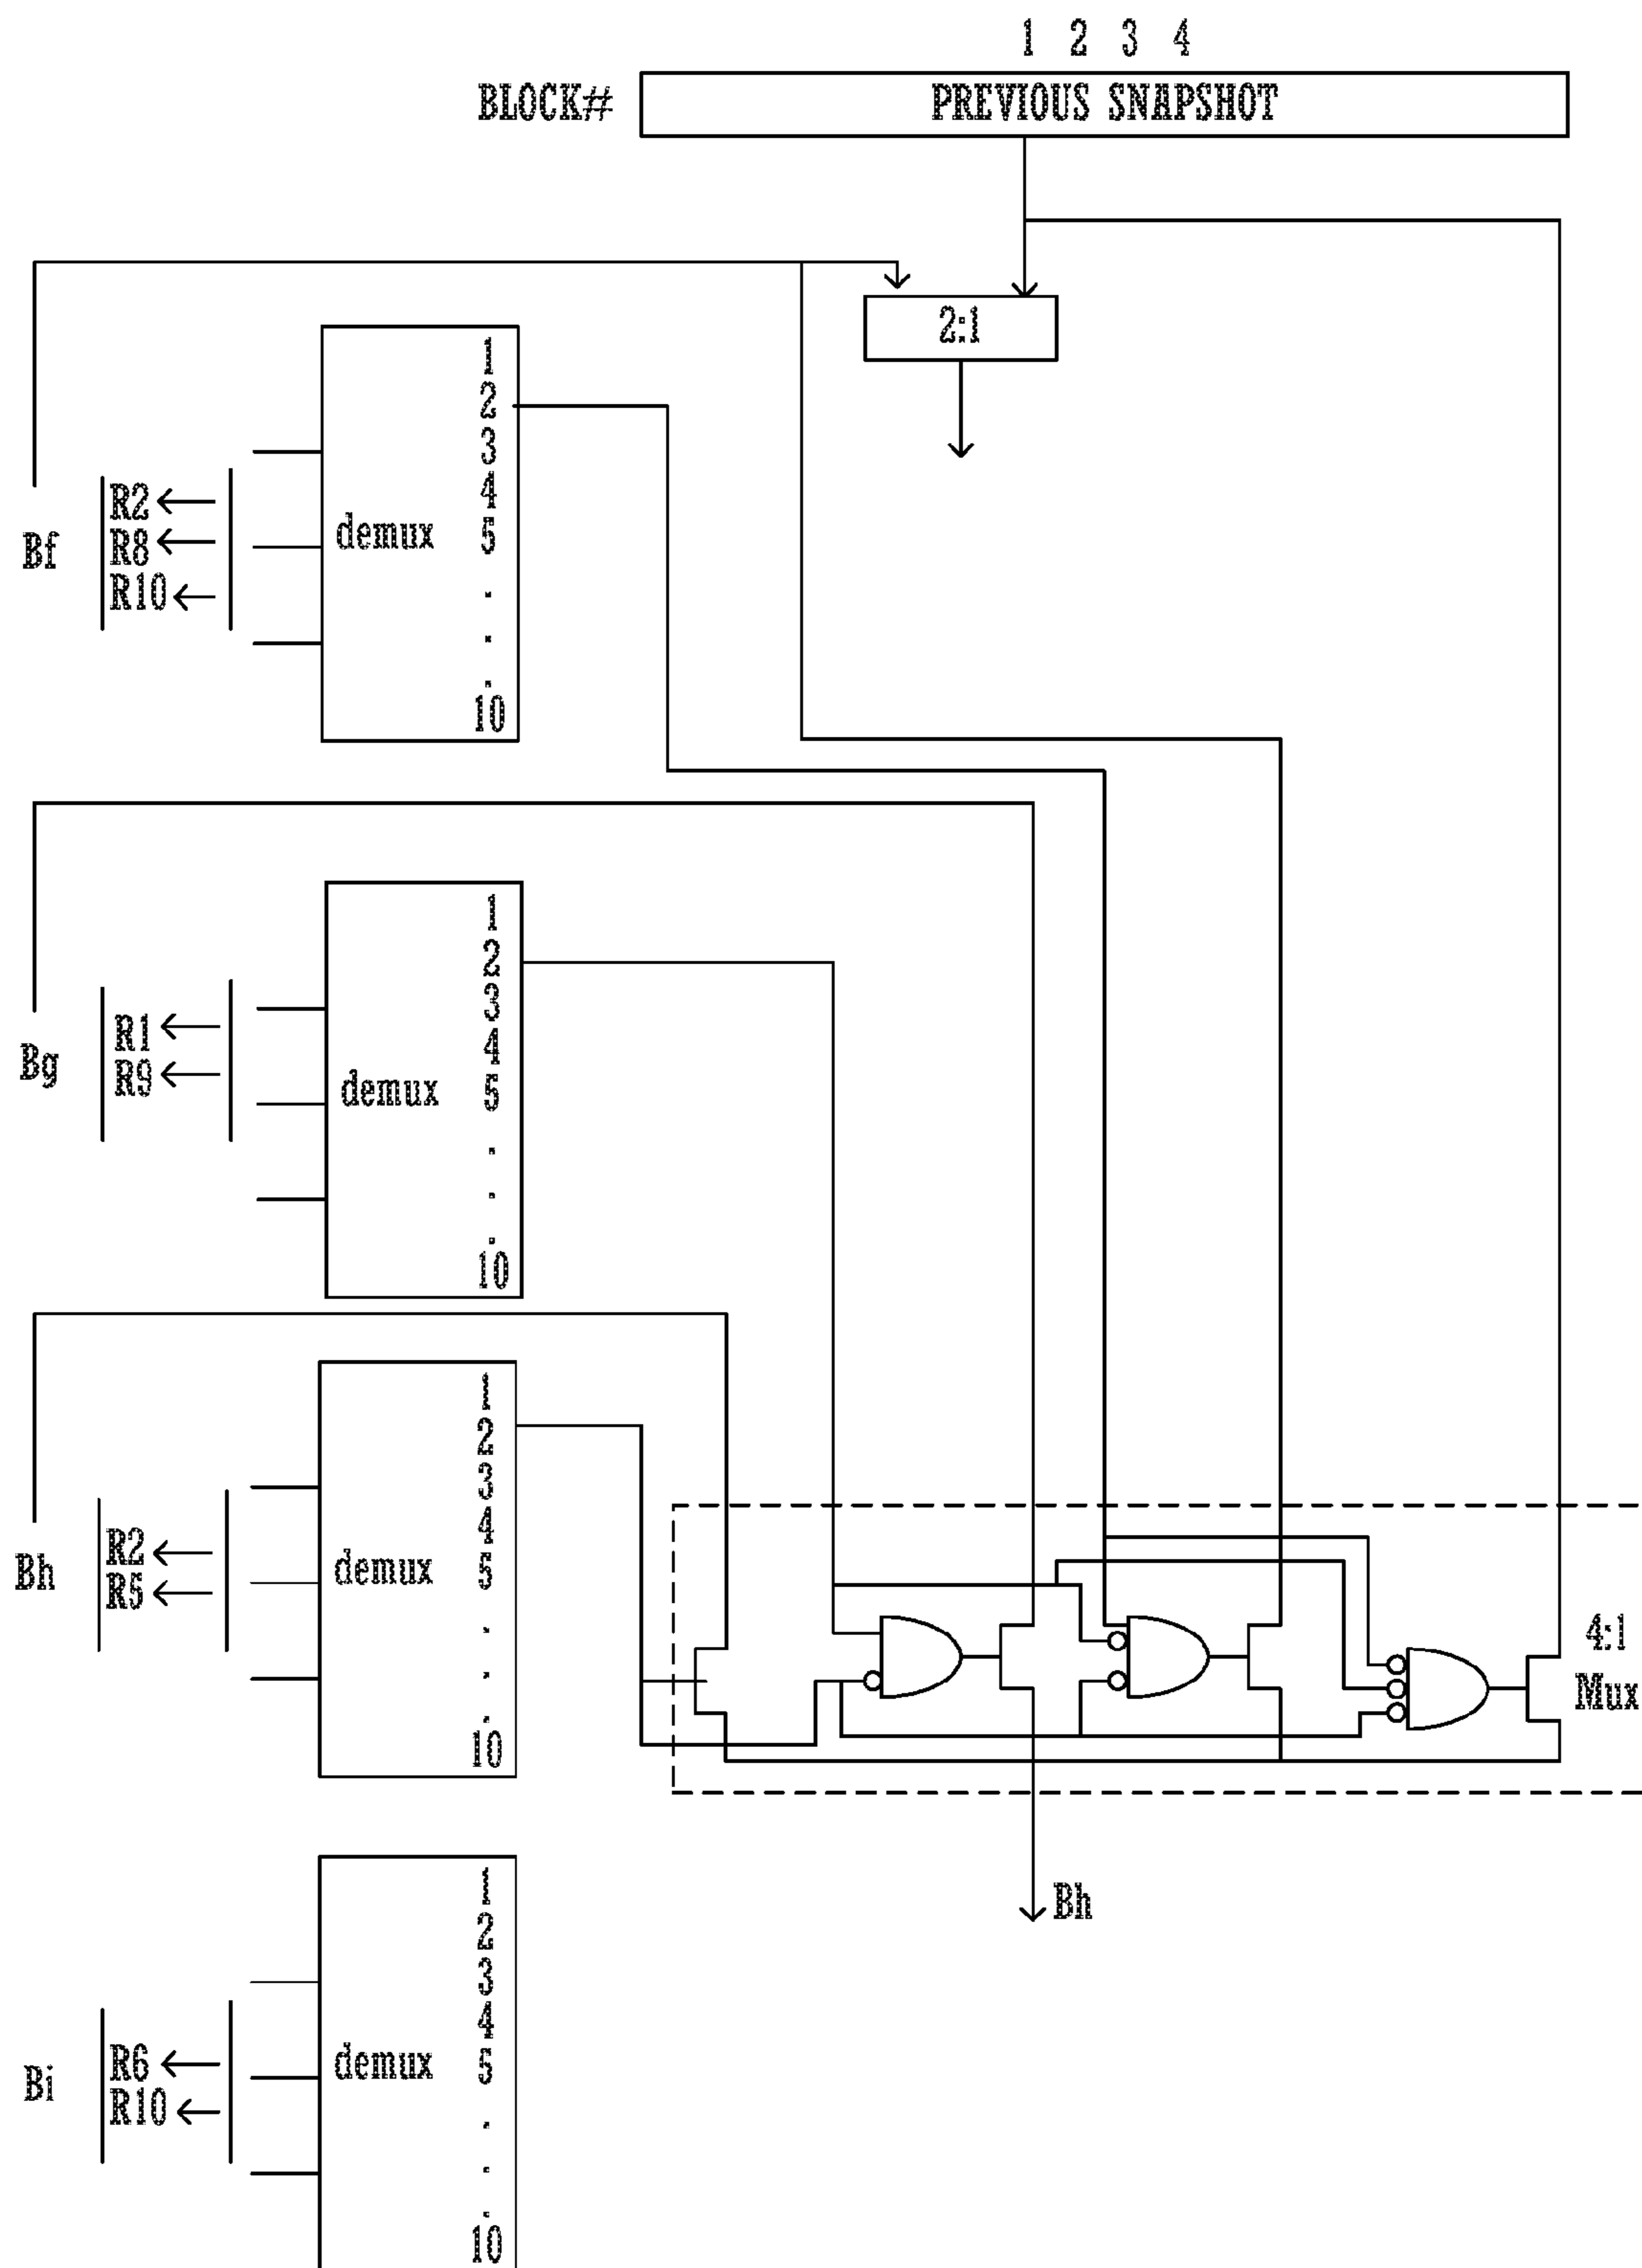 1 2 3 4
BLOCK# PREVIOUS SNAPSHOT
2:1
Bf
R2
R8
R10
demux
1
2
3
4
5
.
.
.
10
Bg
R1
R9
demux
1
2
3
4
5
.
.
.
10
Bh
R2
R5
demux
1
2
3
4
5
.
.
.
10
4:1
Mux
Bh
Bi
R6
R10
demux
1
2
3
4
5
.
.
.
10